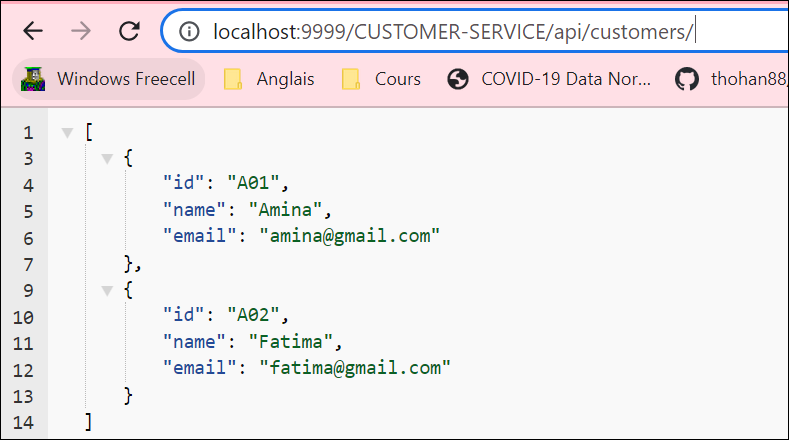 localhost:9999/CUSTOMER-SERVICE/api/customers/
Windows Freecell Anglais Cours COVID-19 Data Nor... thohan88/
1 [
3 {
4 "id": "A01",
5 "name": "Amina",
6 "email": "amina@gmail.com"
7 },
9 {
10 "id": "A02",
11 "name": "Fatima",
12 "email": "fatima@gmail.com"
13 }
14 ]